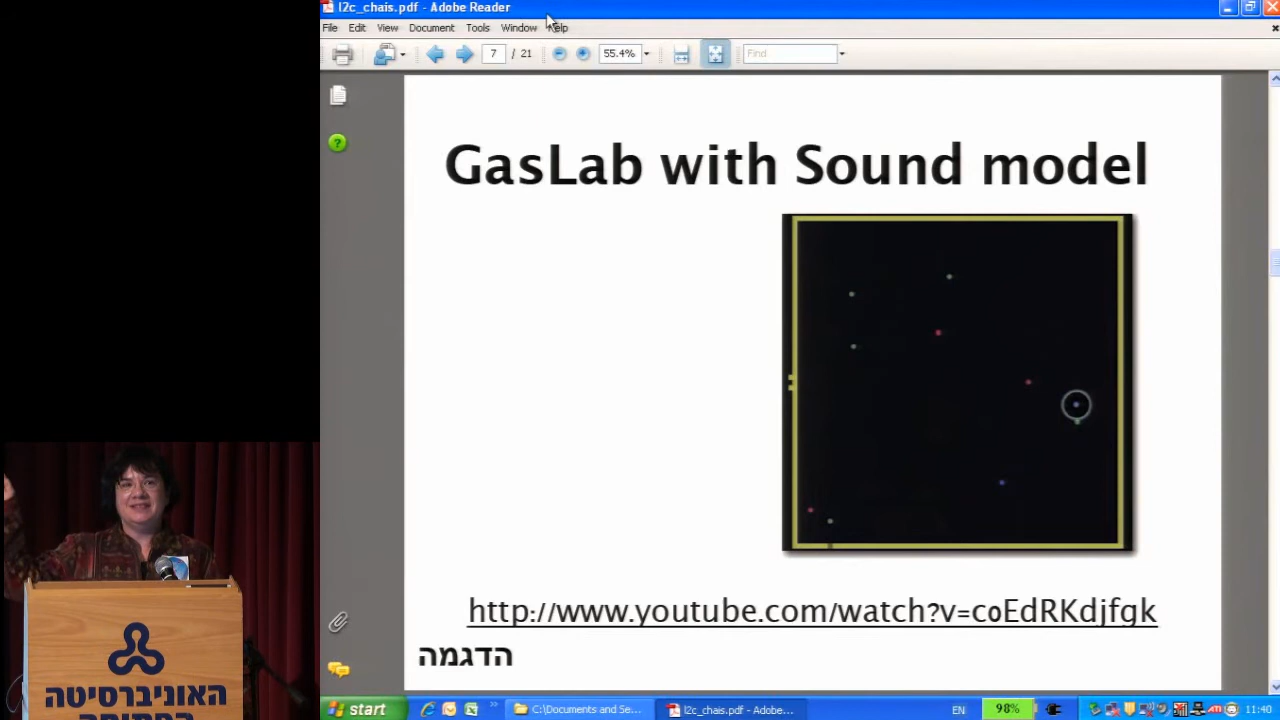 l2c_chais.pdf - Adobe Reader
File Edit View Document Tools Window Help
7 / 21 55.4% Find
GasLab with Sound model
http://www.youtube.com/watch?v=c0EdRKdjfgk
הדגמה
האוניברסיטה
הפתוחה
start C:\Documents and Se... l2c_chais.pdf - Adobe... EN 98% 11:40